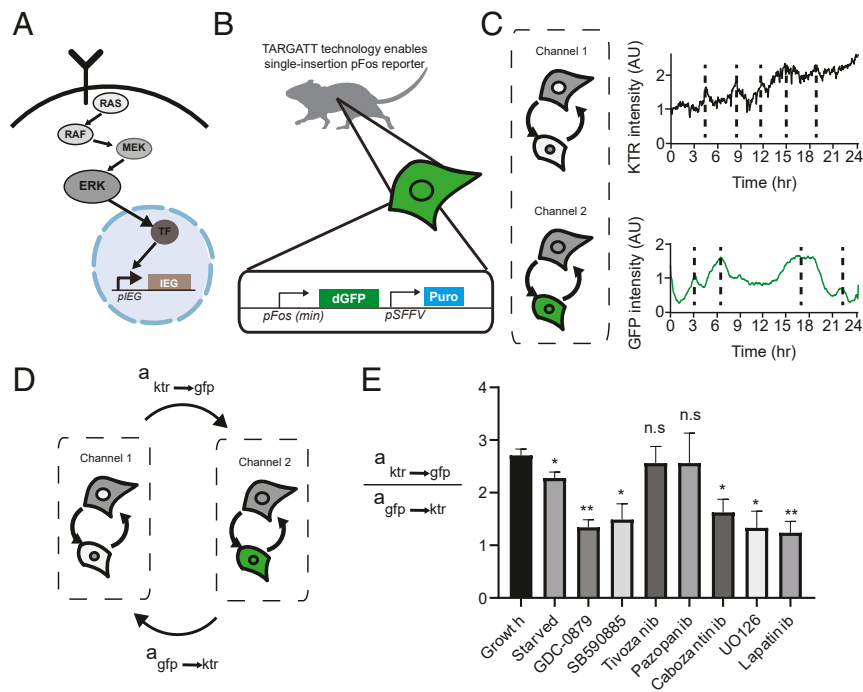 A
RAS
RAF
MEK
ERK
TF
IEG
pIEG
B
TARGATT technology enables
single-insertion pFos reporter
dGFP
Puro
pFos (min)
pSFFV
C
Channel 1
Channel 2
KTR intensity (AU)
2
1
0
0 3 6 9 12 15 18 21 24
Time (hr)
GFP intensity (AU)
2
1
0
0 3 6 9 12 15 18 21 24
Time (hr)
D
a ktr gfp
Channel 1
Channel 2
a gfp ktr
E
a ktr gfp
a gfp ktr
4
3
2
1
0
* ** * n.s n.s * * **
Growth
Starved
GDC-0879
SB590885
Tivozanib
Pazopanib
Cabozantinib
UO126
Lapatinib